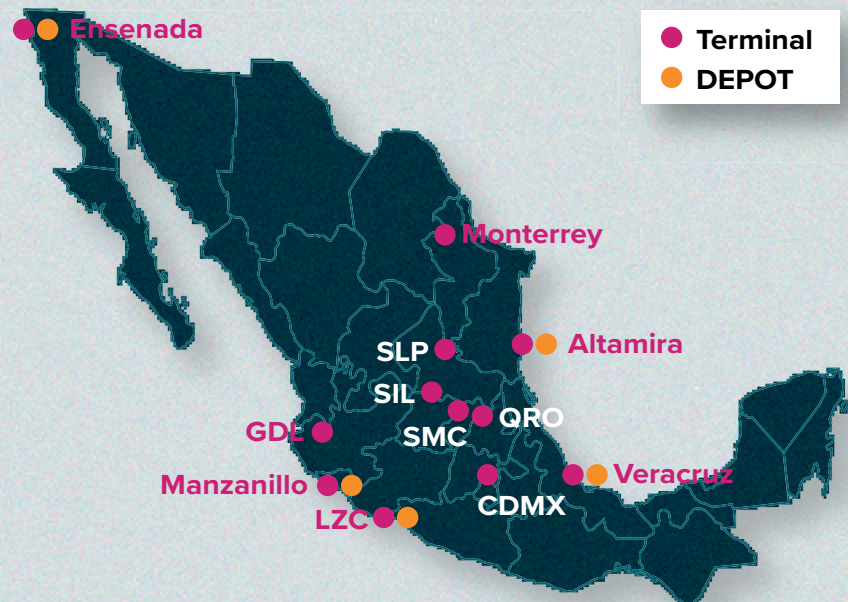 Ensenada
Terminal
DEPOT
Monterrey
SLP
Altamira
SIL
GDL
SMC
QRO
Manzanillo
Veracruz
CDMX
LZC